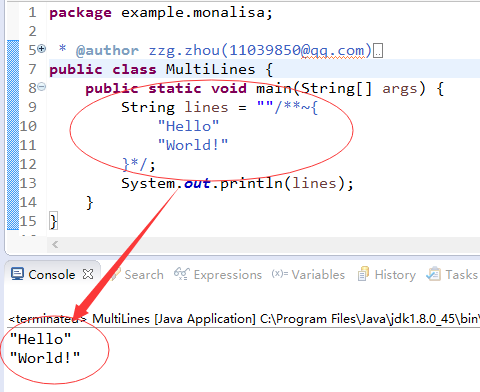 1 package example.monalisa;
2
5 * @author zzg.zhou(11039850@qq.com)
7 public class MultiLines {
8 public static void main(String[] args) {
9 String lines = ""/**~{
10 "Hello"
11 "World!"
12 }*/;
13 System.out.println(lines);
14 }
15 }
Console Search Expressions (x)= Variables History Tasks
<terminated> MultiLines [Java Application] C:\Program Files\Java\jdk1.8.0_45\bin\
"Hello"
"World!"